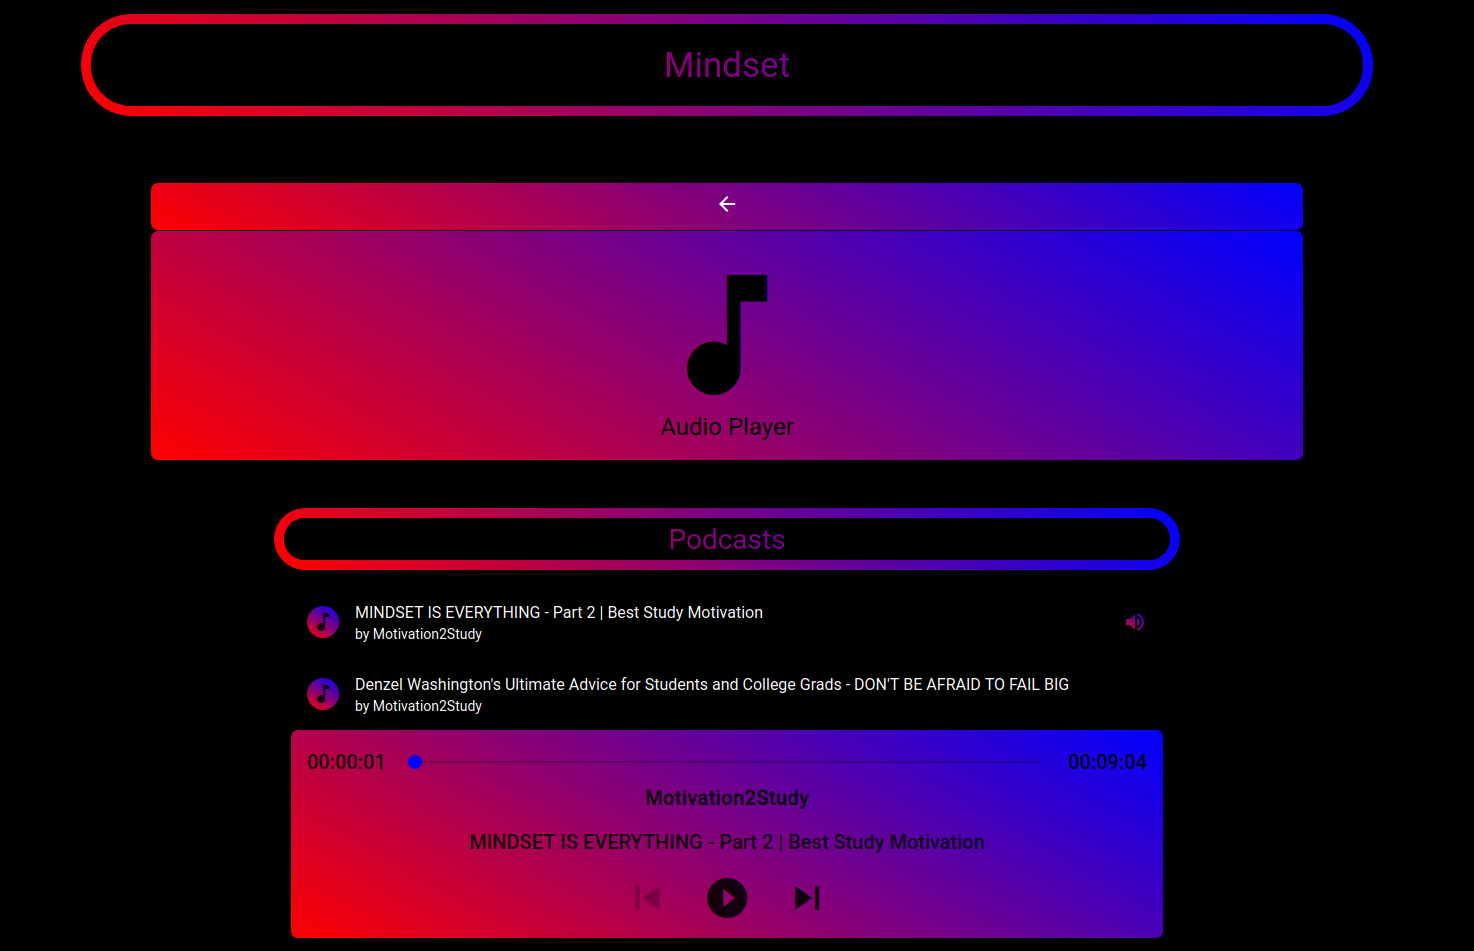 Mindset
Audio Player
Podcasts
MINDSET IS EVERYTHING - Part 2 | Best Study Motivation
by Motivation2Study
Denzel Washington's Ultimate Advice for Students and College Grads - DON'T BE AFRAID TO FAIL BIG
by Motivation2Study
00:00:01 00:09:04
Motivation2Study
MINDSET IS EVERYTHING - Part 2 | Best Study Motivation